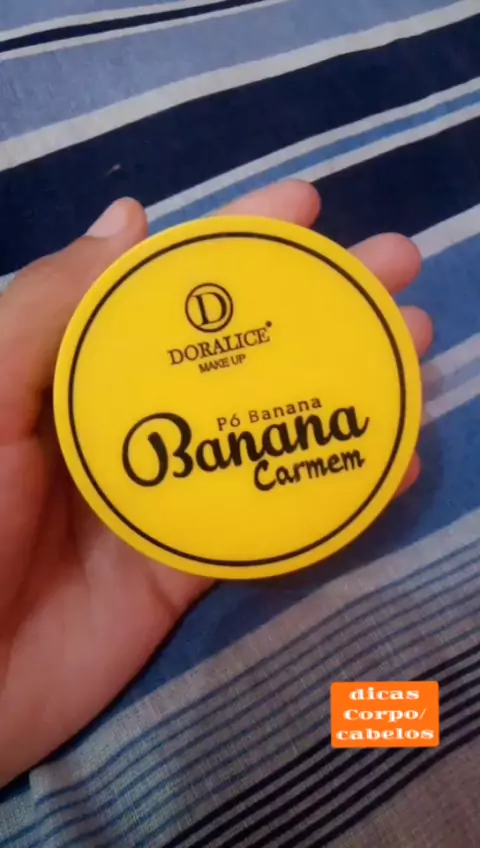 D
DORALICE®
MAKE UP
Pó Banana
Banana
Carmem
dicas
Corpo/
cabelos